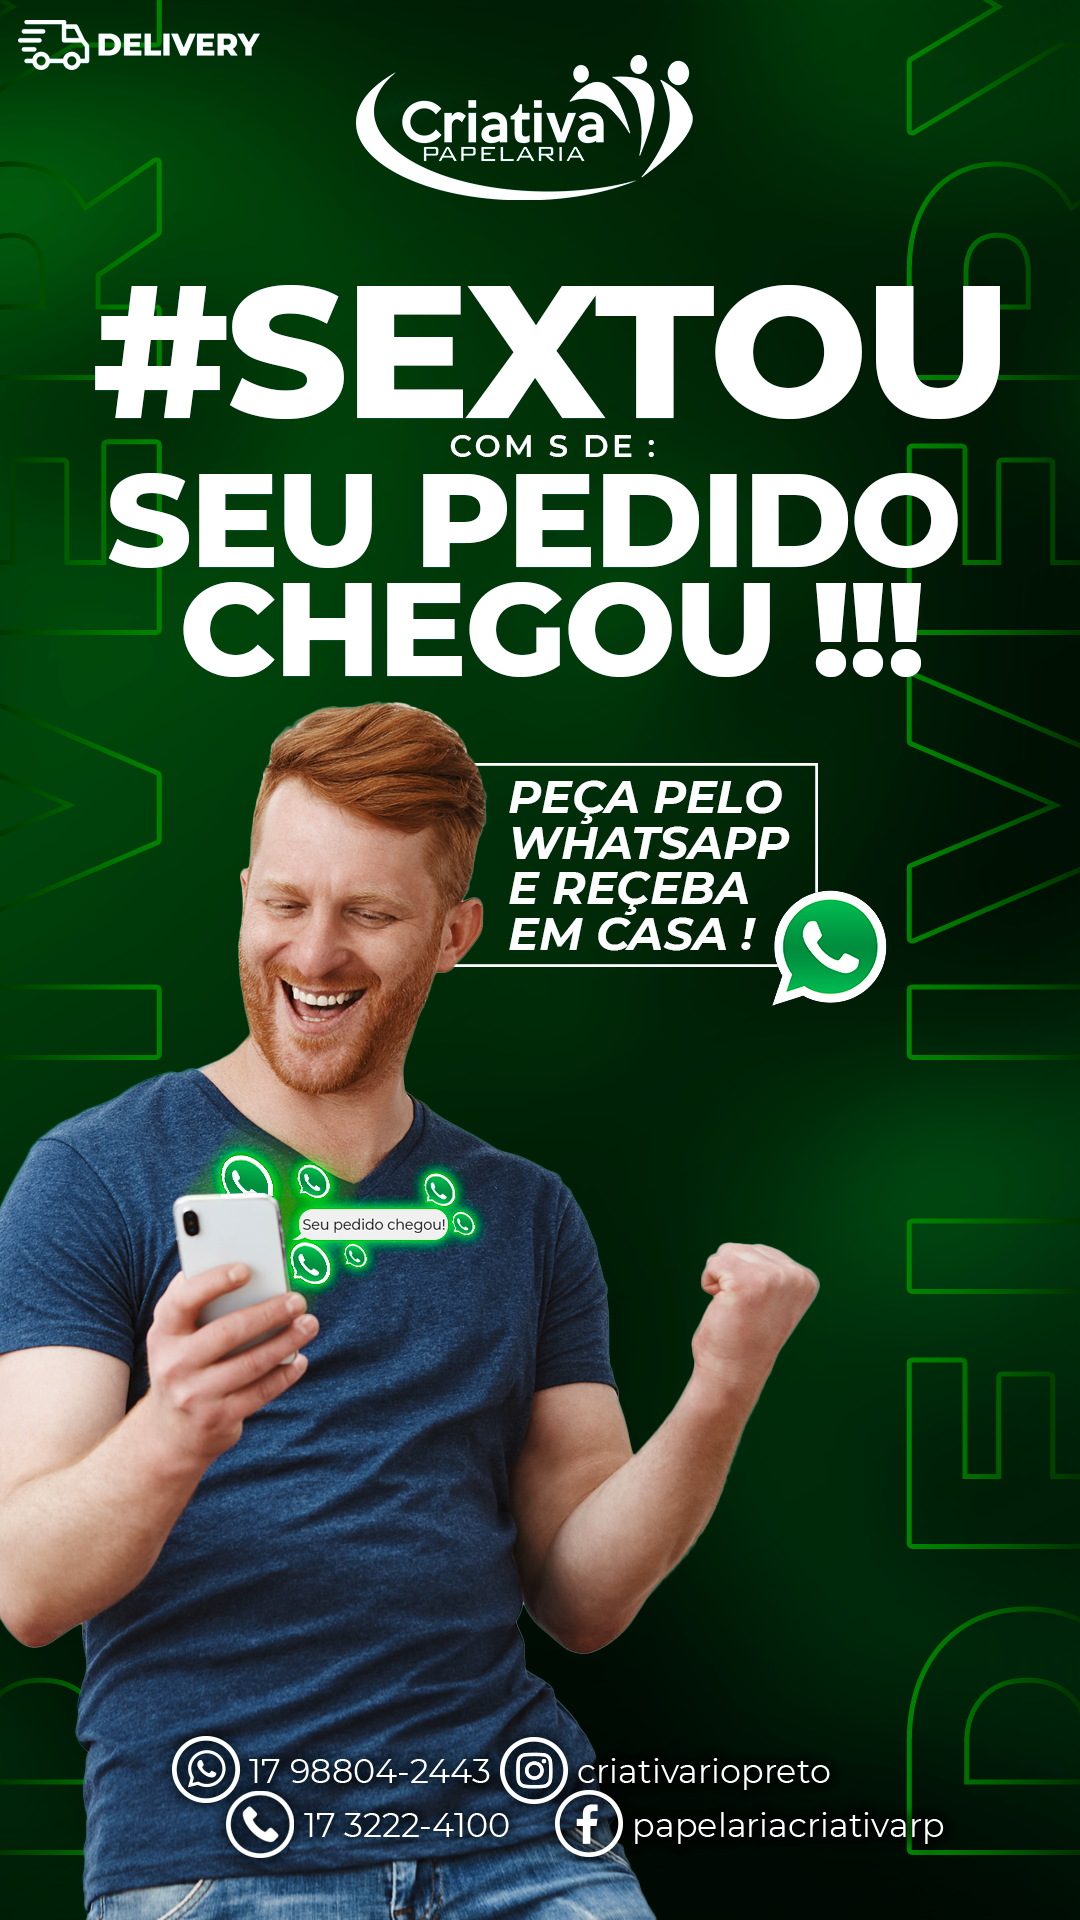 DELIVERY
Criativa
PAPELARIA
#SEXTOU
COM S DE :
SEU PEDIDO
CHEGOU !!!
PEÇA PELO
WHATSAPP
E REÇEBA
EM CASA !
Seu pedido chegou!
17 98804-2443
criativariopreto
17 3222-4100
papelariacriativarp
DELIVERY